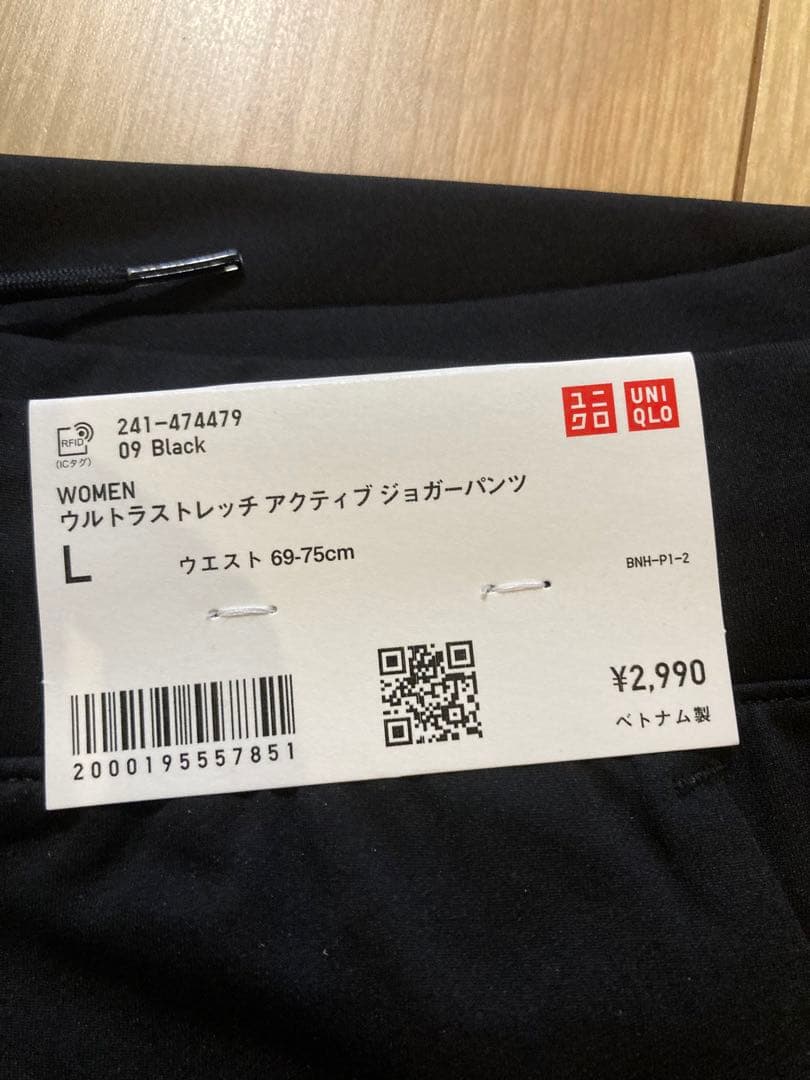 RFID
(ICタグ)
241-474479
09 Black
ユニ
クロ
UNI
QLO
WOMEN
ウルトラストレッチ アクティブ ジョガーパンツ
L
ウエスト 69-75cm
BNH-P1-2
¥2,990
ベトナム製
2000195557851